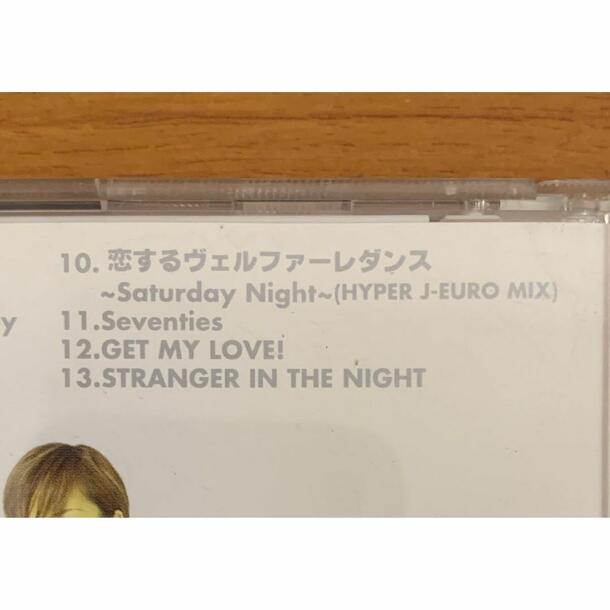 10. 恋するヴェルファーレダンス
~Saturday Night~(HYPER J-EURO MIX)
y
11.Seventies
12.GET MY LOVE!
13.STRANGER IN THE NIGHT